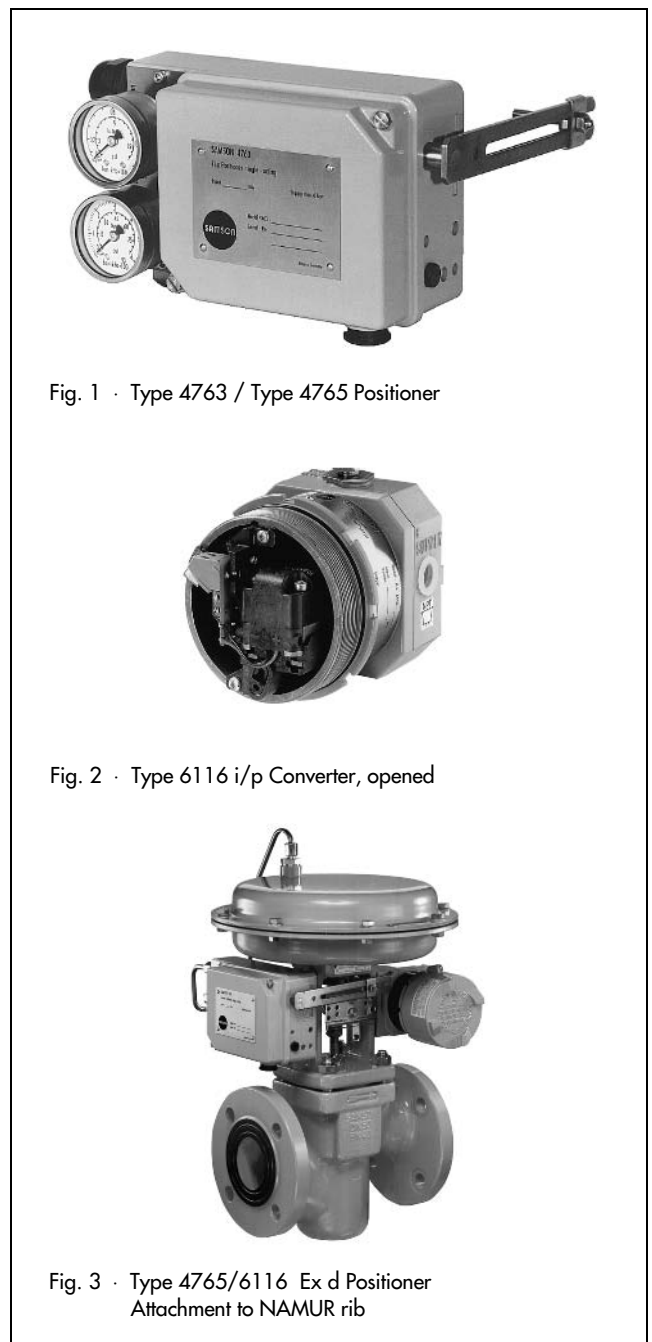 SAMSON 4763
SAMSON
Fig. 1 · Type 4763 / Type 4765 Positioner
SAMSON
Fig. 2 · Type 6116 i/p Converter, opened
Fig. 3 · Type 4765/6116 Ex d Positioner
Attachment to NAMUR rib